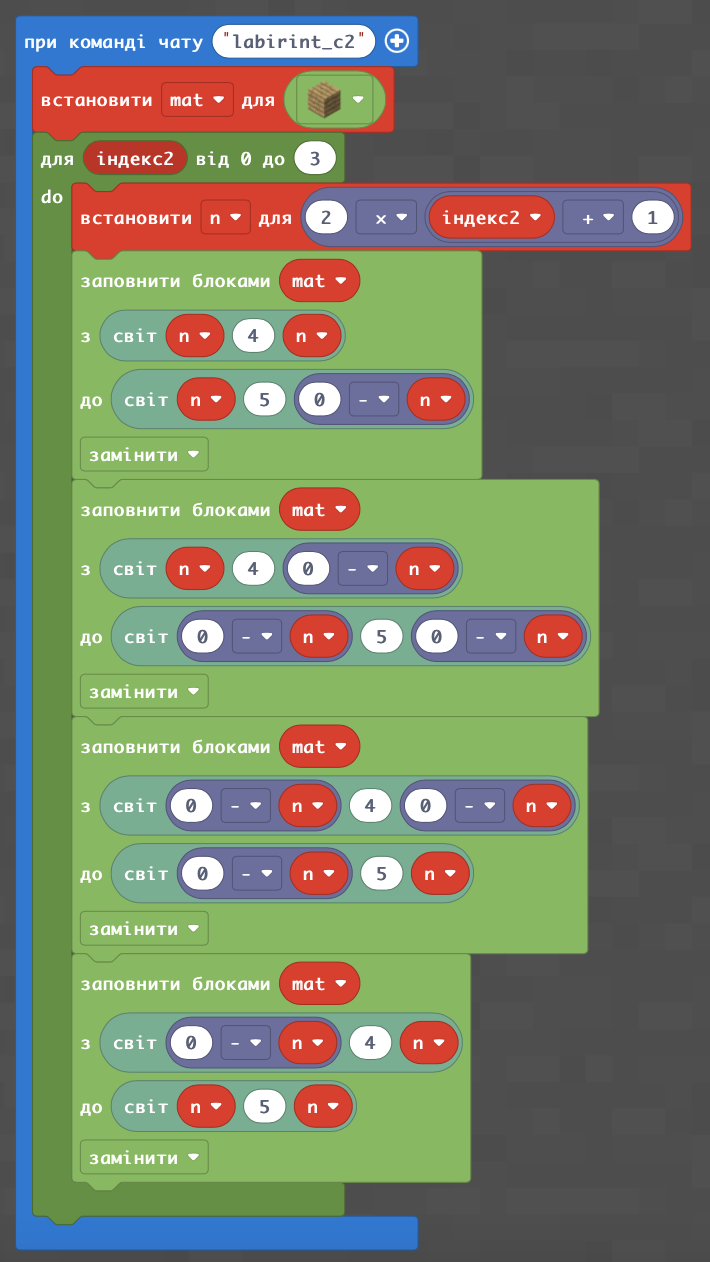 при команді чату "labirint_c2"
встановити mat для
для індекс2 від 0 до 3
do
встановити n для 2 × індекс2 + 1
заповнити блоками mat
з світ n 4 n
до світ n 5 0 - n
замінити
заповнити блоками mat
з світ n 4 0 - n
до світ 0 - n 5 0 - n
замінити
заповнити блоками mat
з світ 0 - n 4 0 - n
до світ 0 - n 5 n
замінити
заповнити блоками mat
з світ 0 - n 4 n
до світ n 5 n
замінити